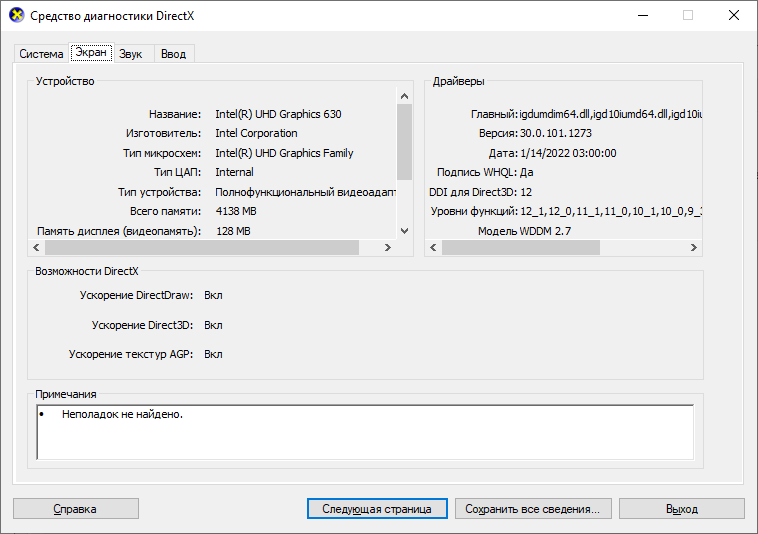 Средство диагностики DirectX
Система Экран Звук Ввод
Устройство
Название: Intel(R) UHD Graphics 630
Изготовитель: Intel Corporation
Тип микросхем: Intel(R) UHD Graphics Family
Тип ЦАП: Internal
Тип устройства: Полнофункциональный видеоадапт
Всего памяти: 4138 MB
Память дисплея (видеопамять): 128 MB
Драйверы
Главный: igdumdim64.dll,igd10iumd64.dll,igd10iu
Версия: 30.0.101.1273
Дата: 1/14/2022 03:00:00
Подпись WHQL: Да
DDI для Direct3D: 12
Уровни функций: 12_1,12_0,11_1,11_0,10_1,10_0,9_3
Модель WDDM 2.7
Возможности DirectX
Ускорение DirectDraw: Вкл
Ускорение Direct3D: Вкл
Ускорение текстур AGP: Вкл
Примечания
• Неполадок не найдено.
Справка Следующая страница Сохранить все сведения... Выход